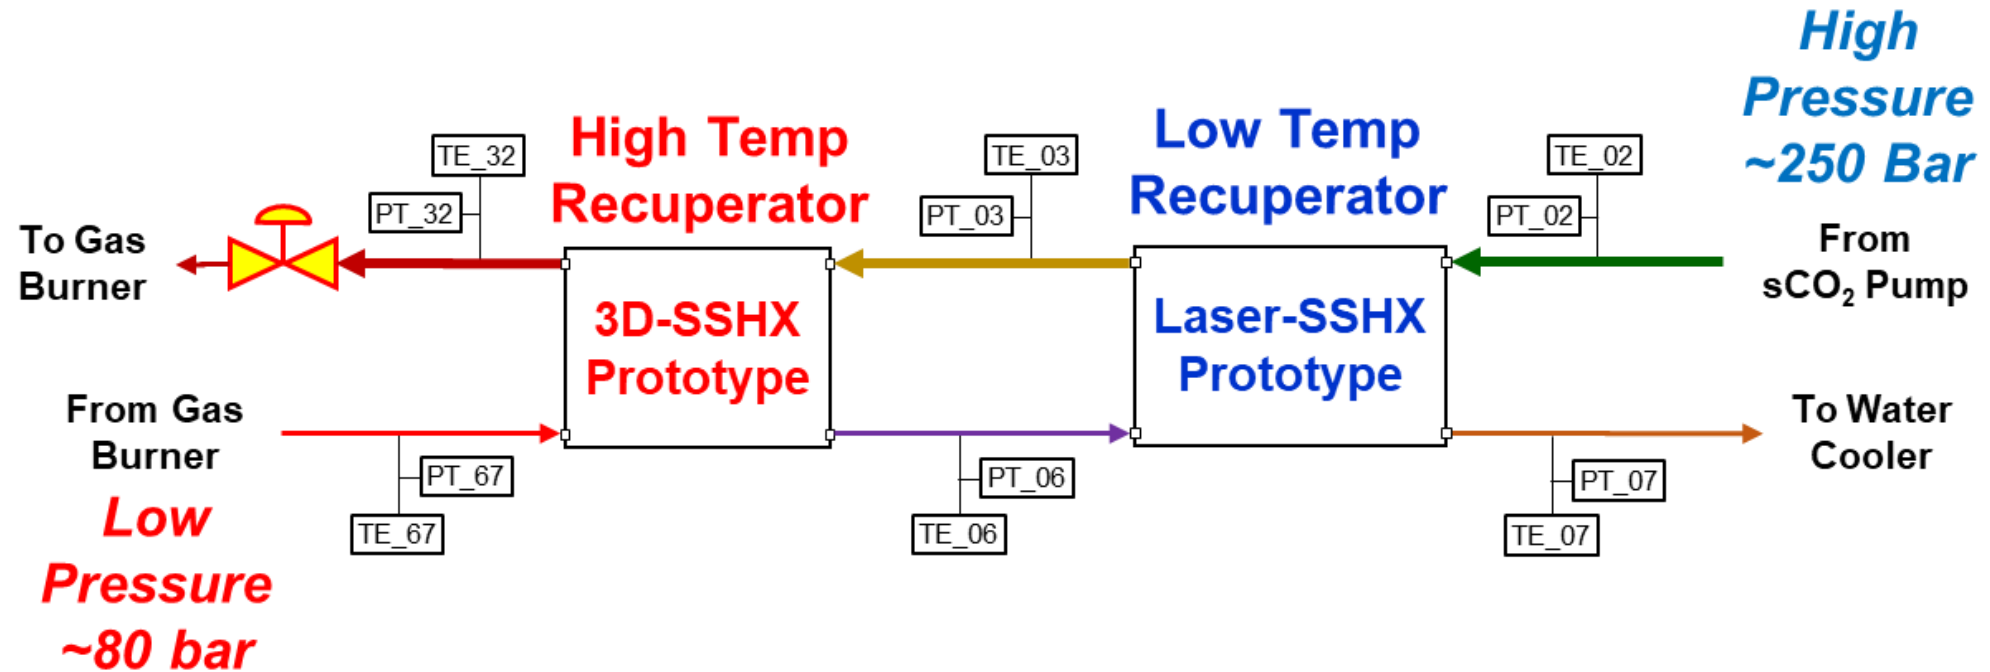 High
Pressure
~250 Bar
TE_32
High Temp
Recuperator
TE_03
Low Temp
Recuperator
TE_02
PT_32
PT_03
PT_02
To Gas
Burner
From
sCO₂ Pump
3D-SSHX
Prototype
Laser-SSHX
Prototype
From Gas
Burner
To Water
Cooler
PT_67
PT_06
PT_07
TE_67
TE_06
TE_07
Low
Pressure
~80 bar